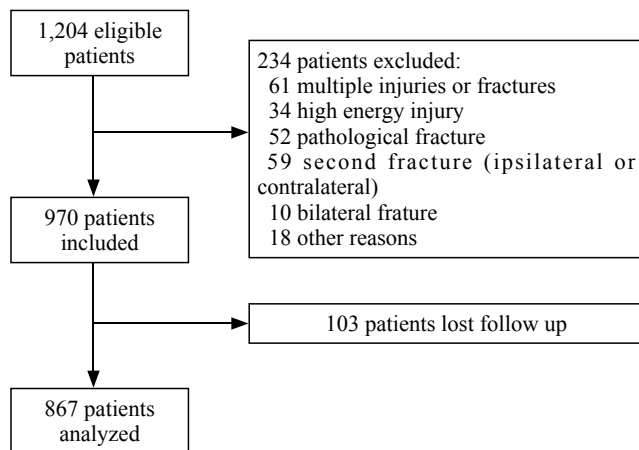 1,204 eligible
patients
234 patients excluded:
61 multiple injuries or fractures
34 high energy injury
52 pathological fracture
59 second fracture (ipsilateral or
contralateral)
10 bilateral frature
18 other reasons
970 patients
included
103 patients lost follow up
867 patients
analyzed